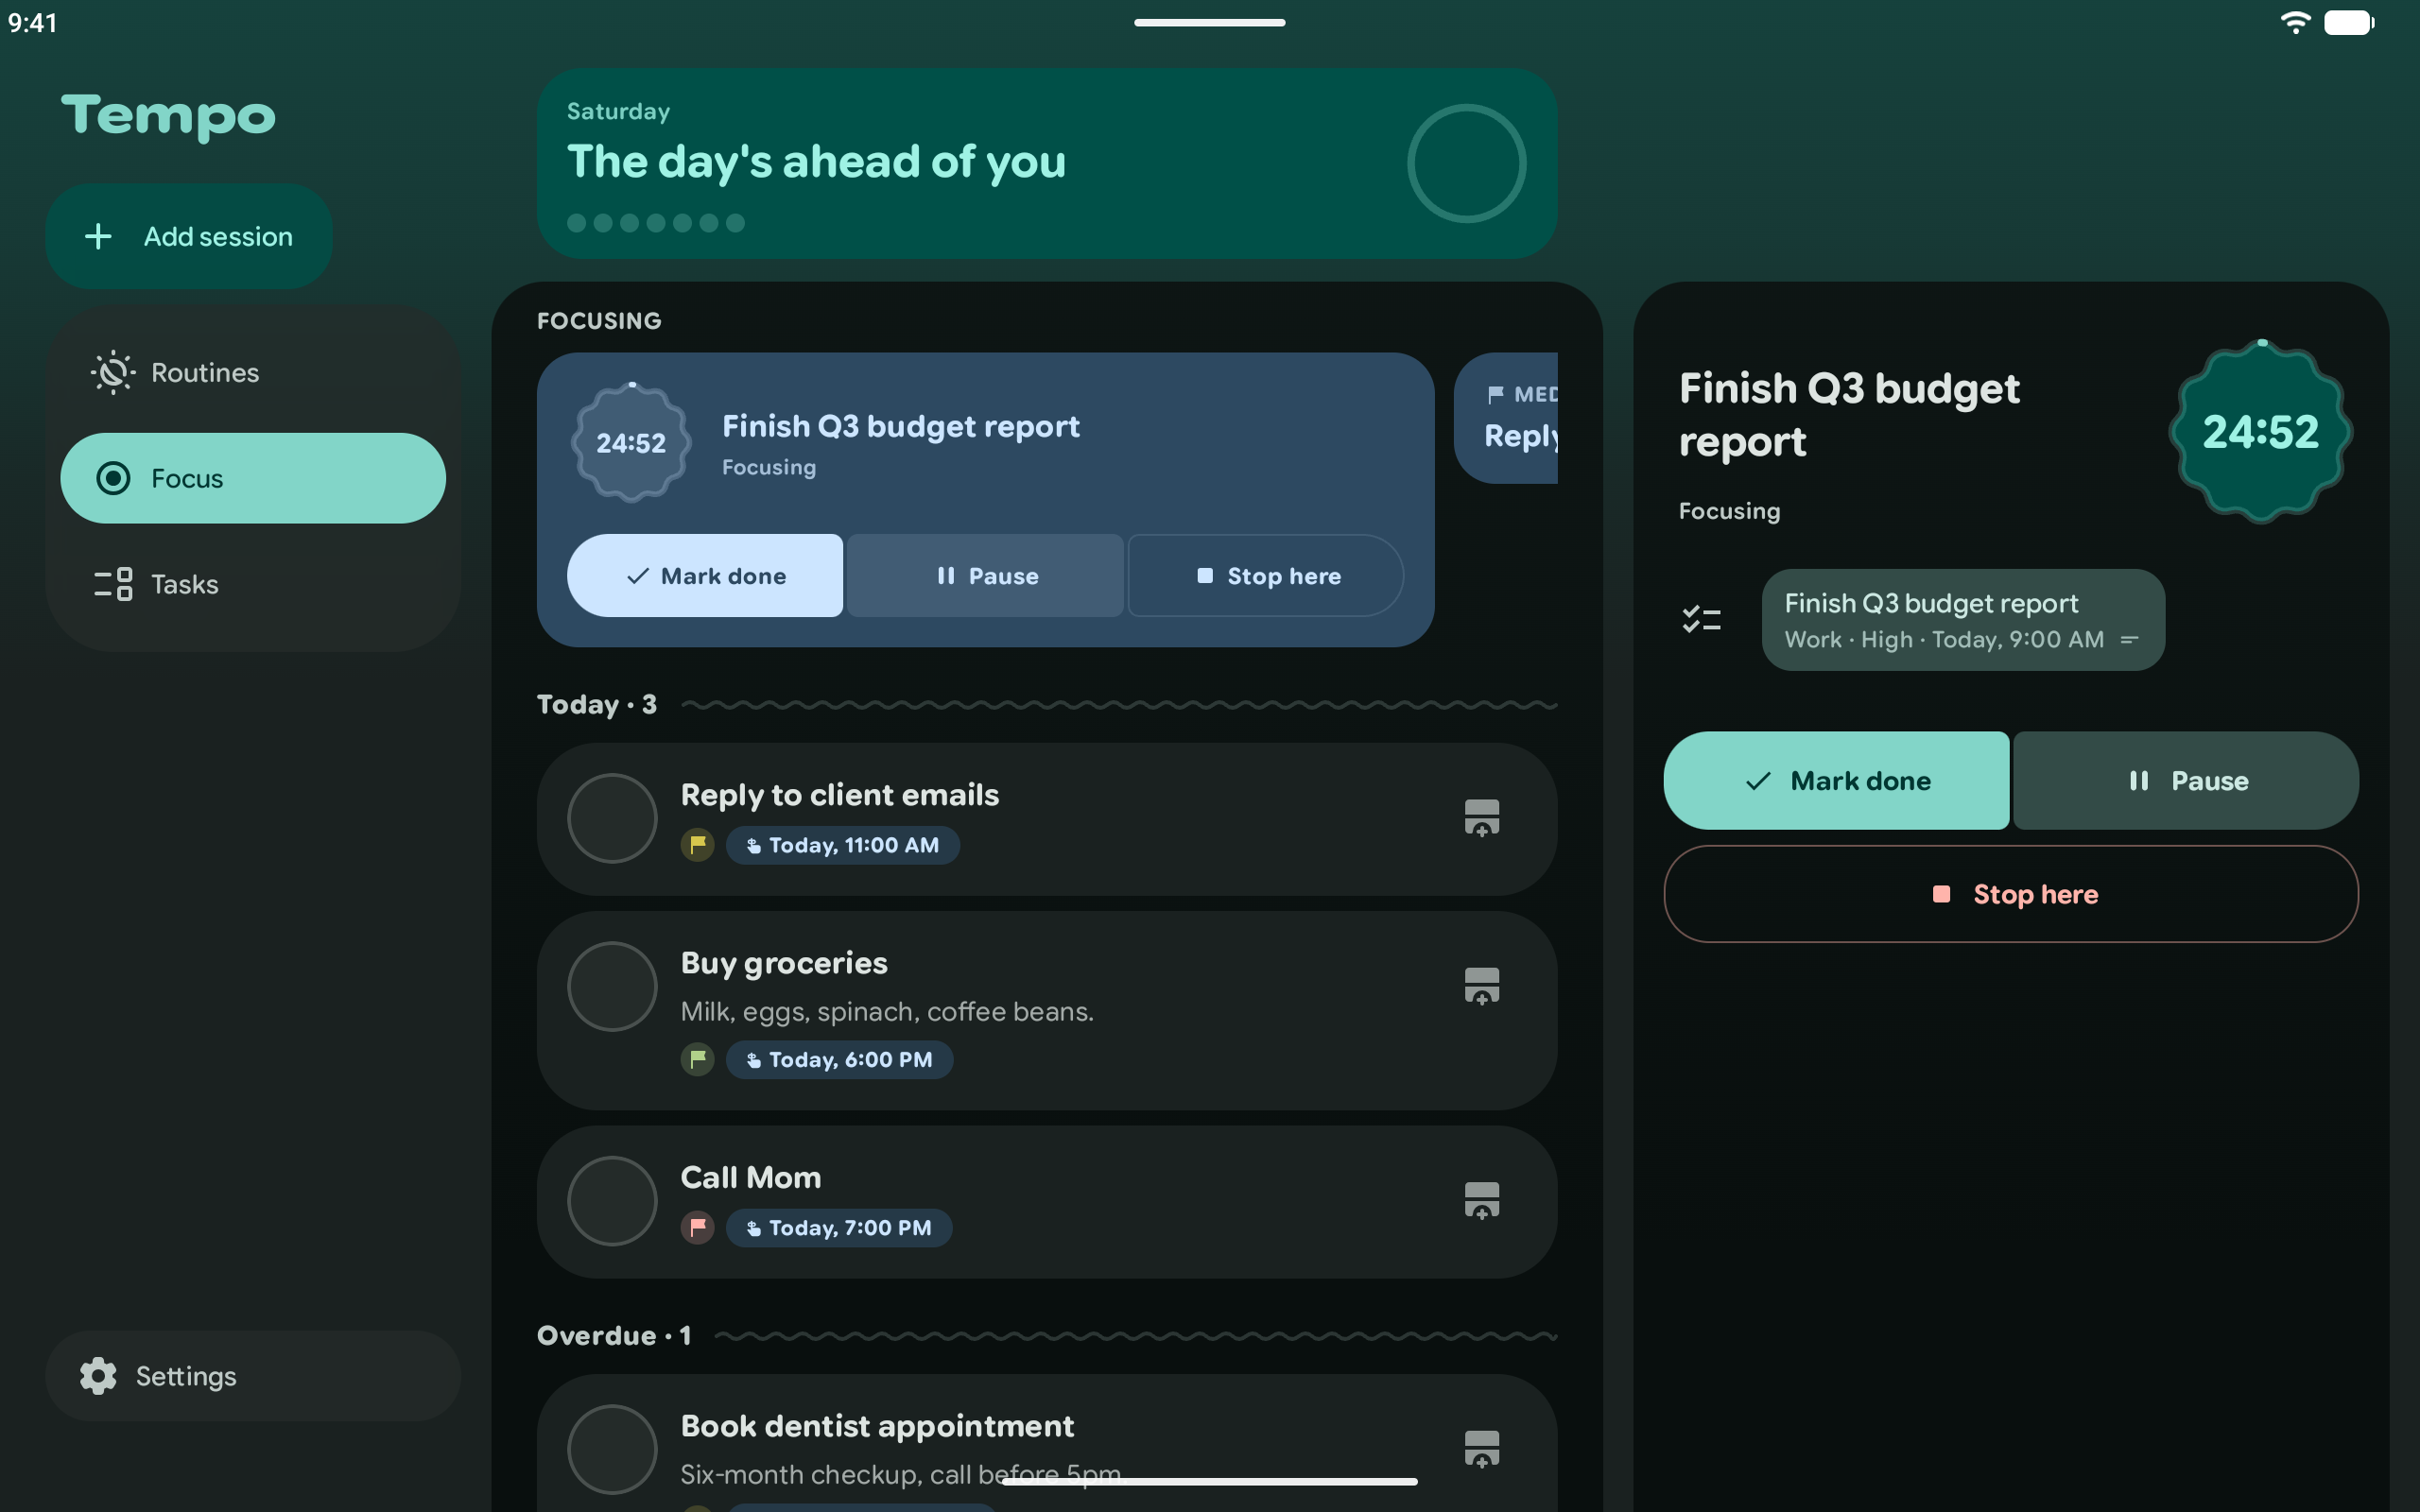 9:41
Tempo
Add session
Routines
Focus
Tasks
Settings
Saturday
The day's ahead of you
FOCUSING
24:52
Finish Q3 budget report
Focusing
Mark done
Pause
Stop here
MED
Reply
Today · 3
Reply to client emails
Today, 11:00 AM
Buy groceries
Milk, eggs, spinach, coffee beans.
Today, 6:00 PM
Call Mom
Today, 7:00 PM
Overdue · 1
Book dentist appointment
Six-month checkup, call before 5pm.
Finish Q3 budget
report
24:52
Focusing
Finish Q3 budget report
Work · High · Today, 9:00 AM
Mark done
Pause
Stop here